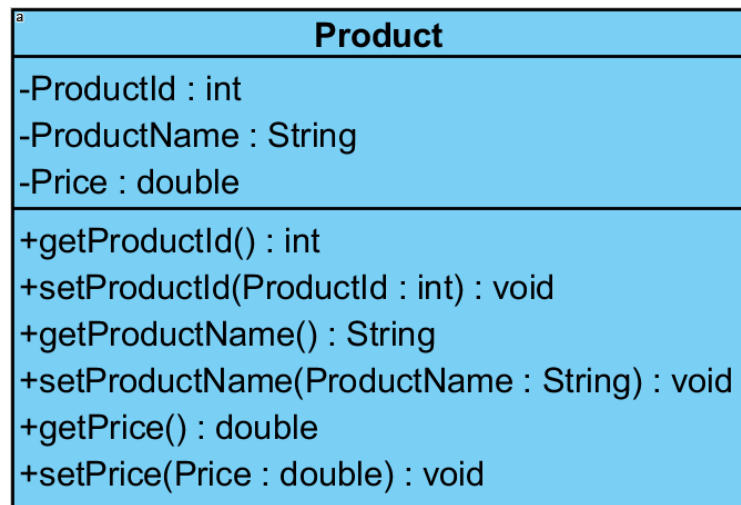 a
Product
-ProductId : int
-ProductName : String
-Price : double
+getProductId() : int
+setProductId(ProductId : int) : void
+getProductName() : String
+setProductName(ProductName : String) : void
+getPrice() : double
+setPrice(Price : double) : void